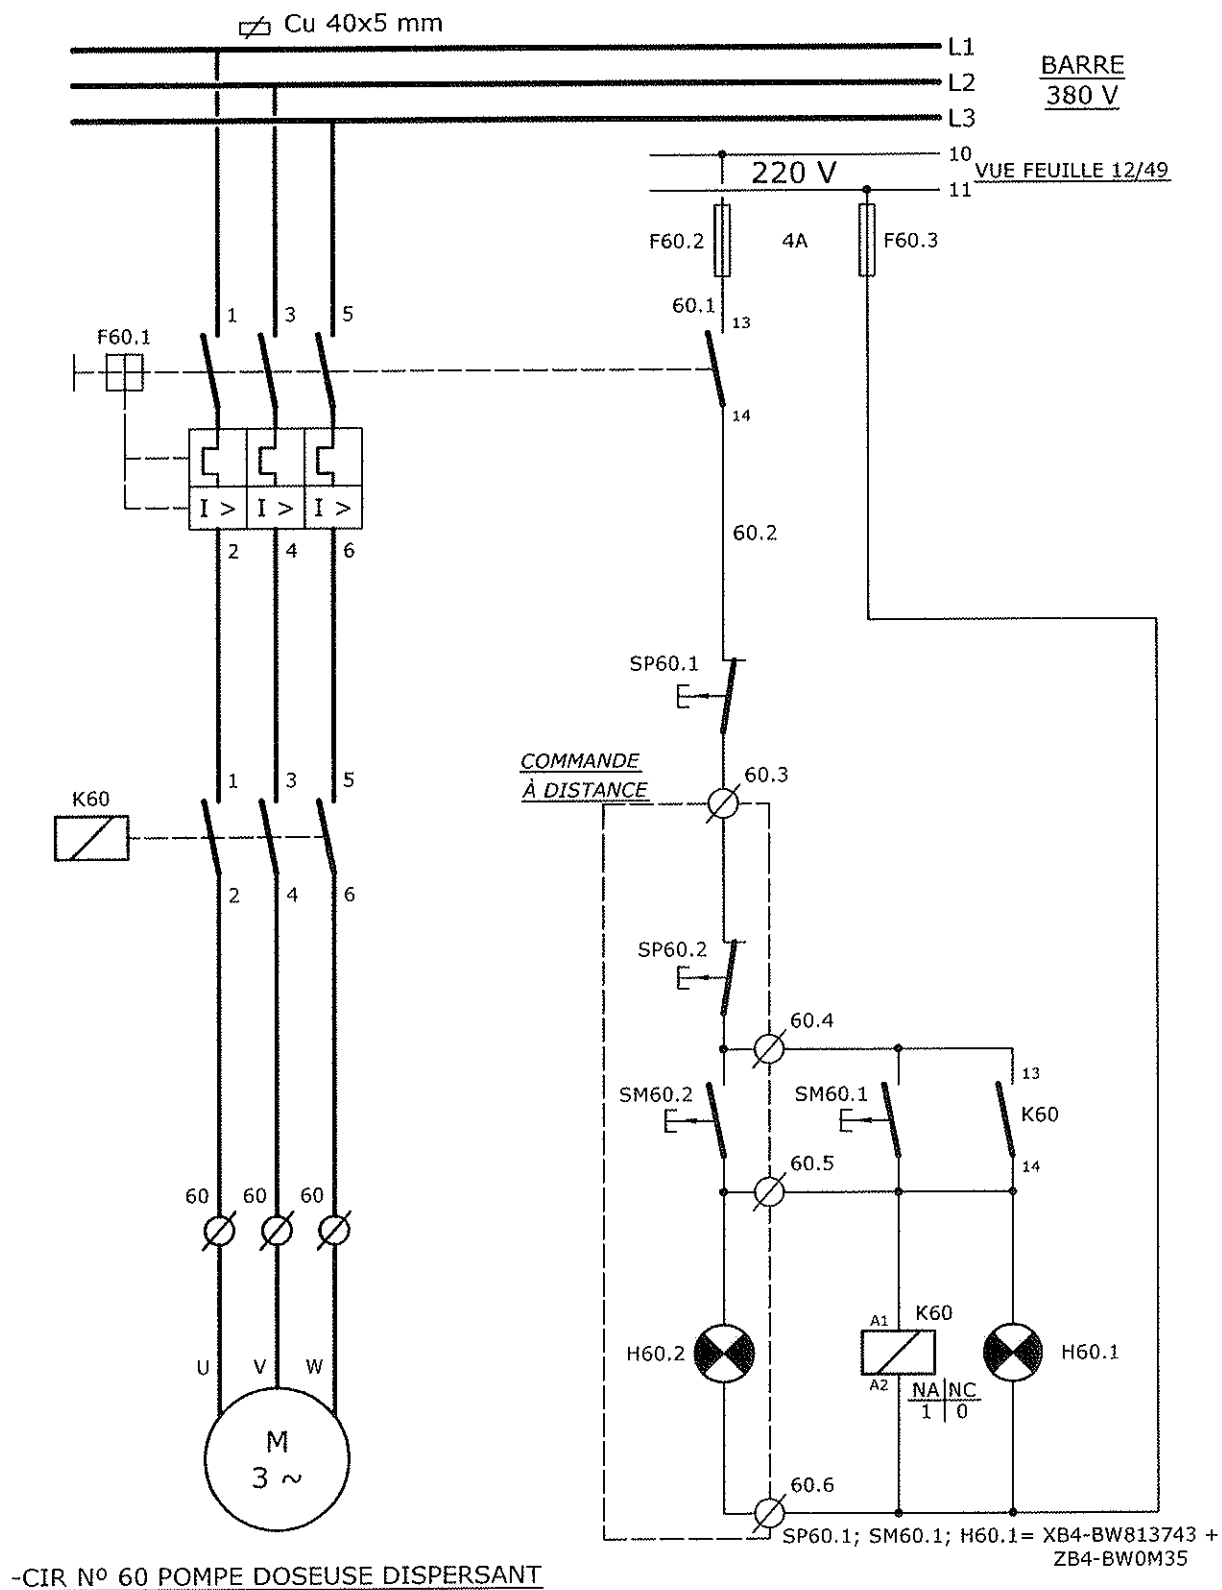 Cu 40x5 mm
L1
L2
L3
BARRE
380 V
10
220 V
VUE FEUILLE 12/49
11
F60.2
4A
F60.3
60.1
13
14
F60.1
1 3 5
I > I > I >
2 4 6
60.2
SP60.1
COMMANDE
À DISTANCE
60.3
K60
1 3 5
2 4 6
SP60.2
60.4
SM60.2
SM60.1
13
K60
14
60.5
60 60 60
H60.2
A1
K60
A2
NA NC
1 0
H60.1
U V W
M
3 ~
60.6
SP60.1; SM60.1; H60.1= XB4-BW813743 +
ZB4-BW0M35
-CIR Nº 60 POMPE DOSEUSE DISPERSANT